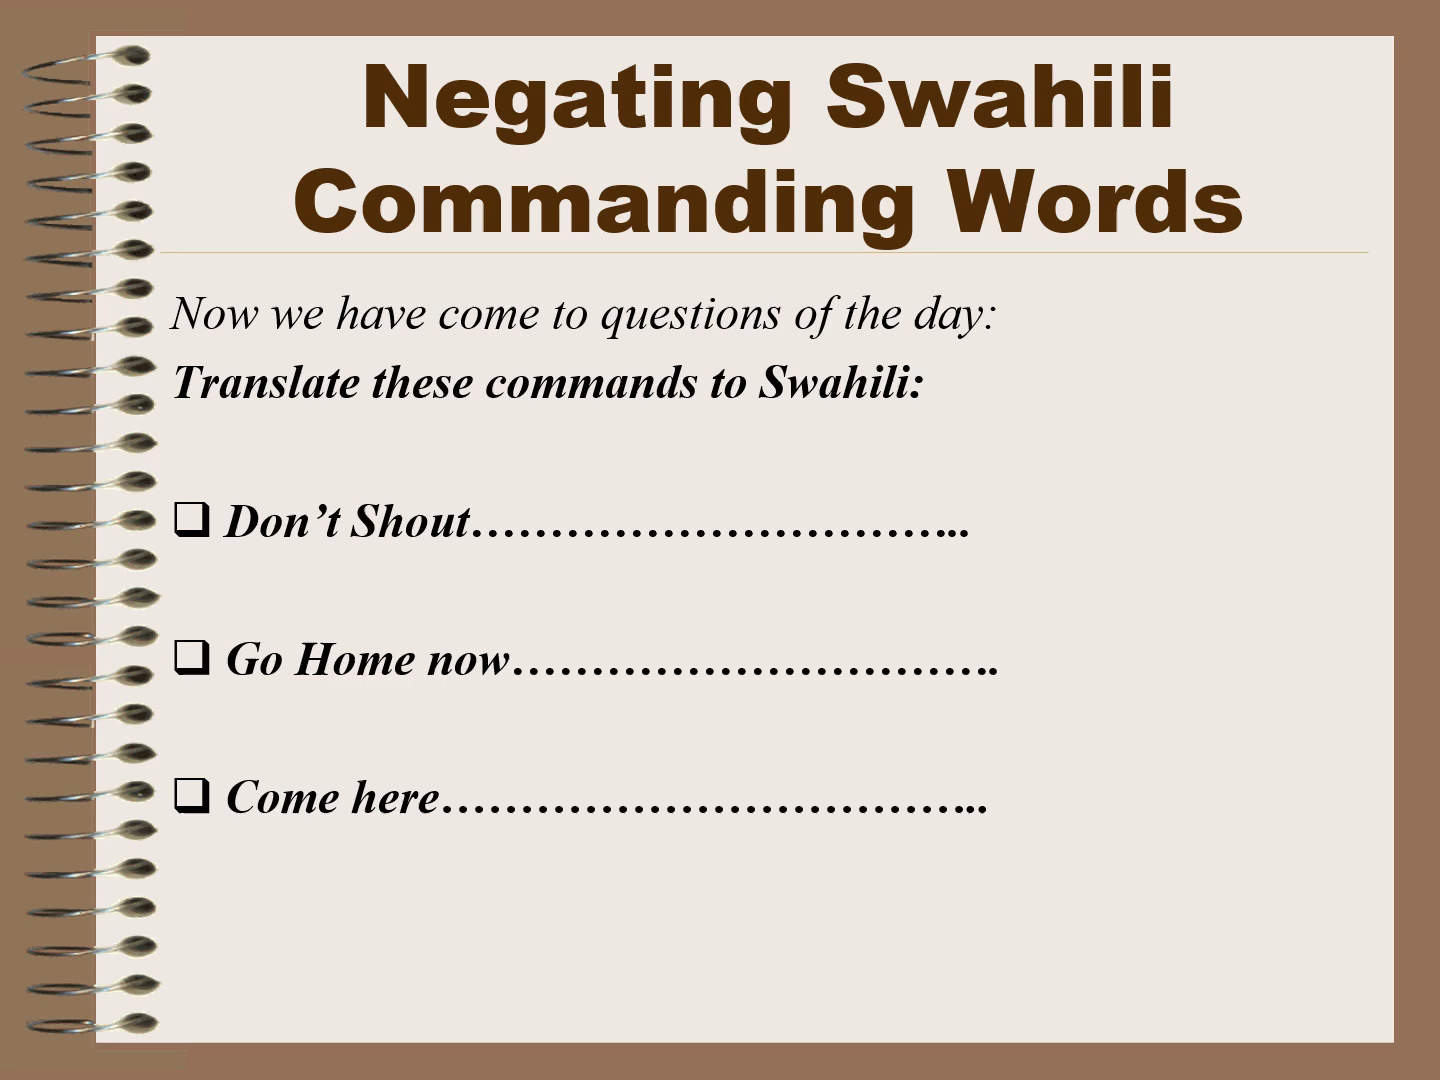 Negating Swahili
Commanding Words
Now we have come to questions of the day:
Translate these commands to Swahili:
❑ Don’t Shout…………………………..
❑ Go Home now………………………….
❑ Come here……………………………..